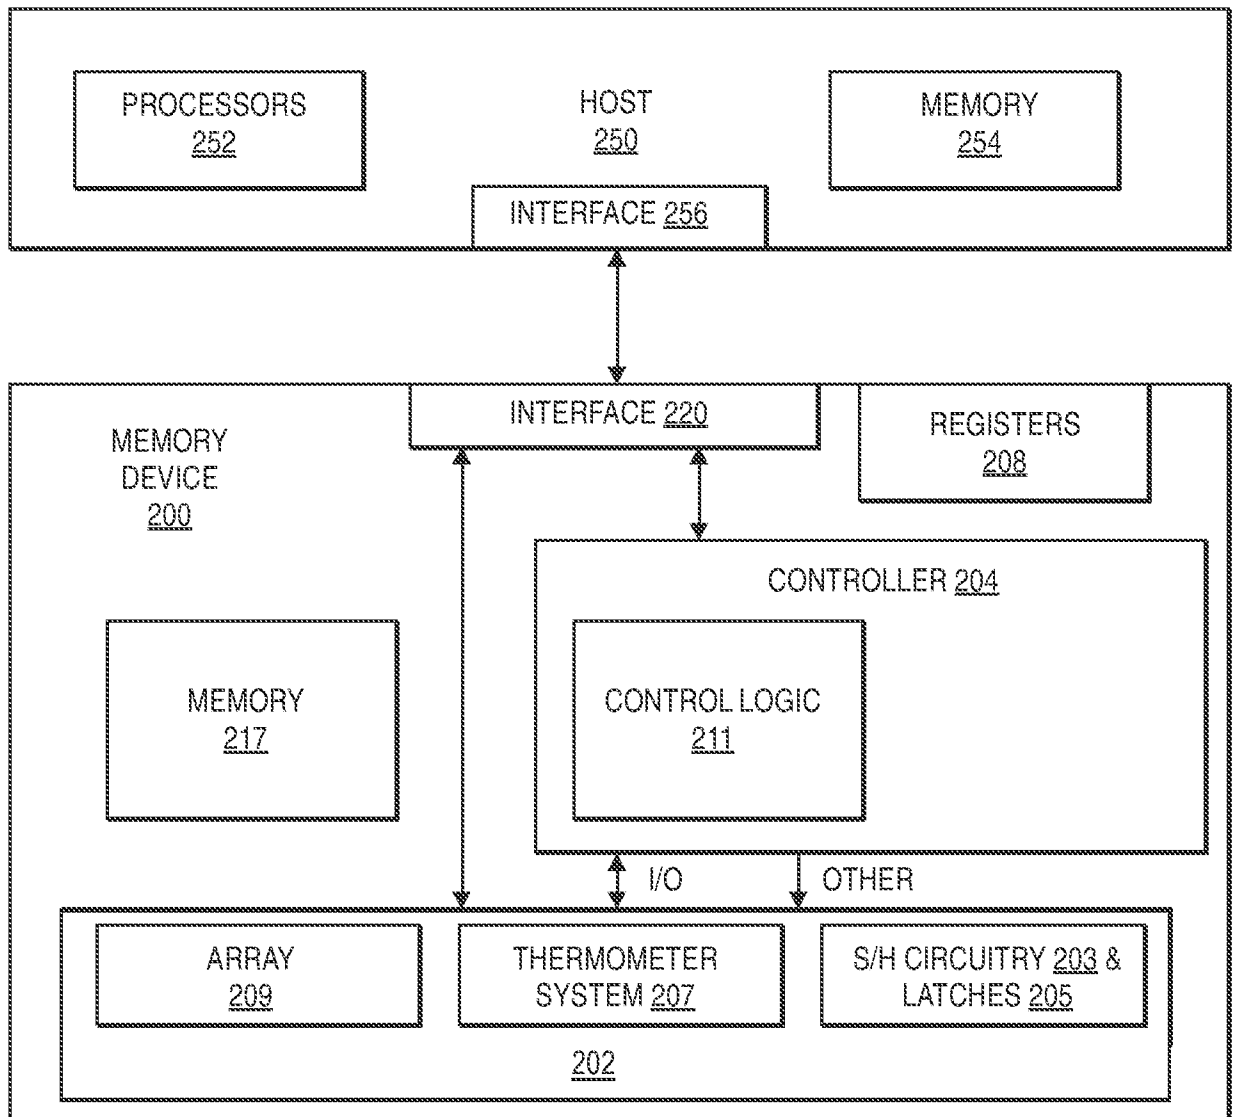 PROCESSORS
252
HOST
250
MEMORY
254
INTERFACE 256
INTERFACE 220
REGISTERS
208
MEMORY
DEVICE
200
CONTROLLER 204
MEMORY
217
CONTROL LOGIC
211
I/O
OTHER
ARRAY
209
THERMOMETER
SYSTEM 207
S/H CIRCUITRY 203 &
LATCHES 205
202